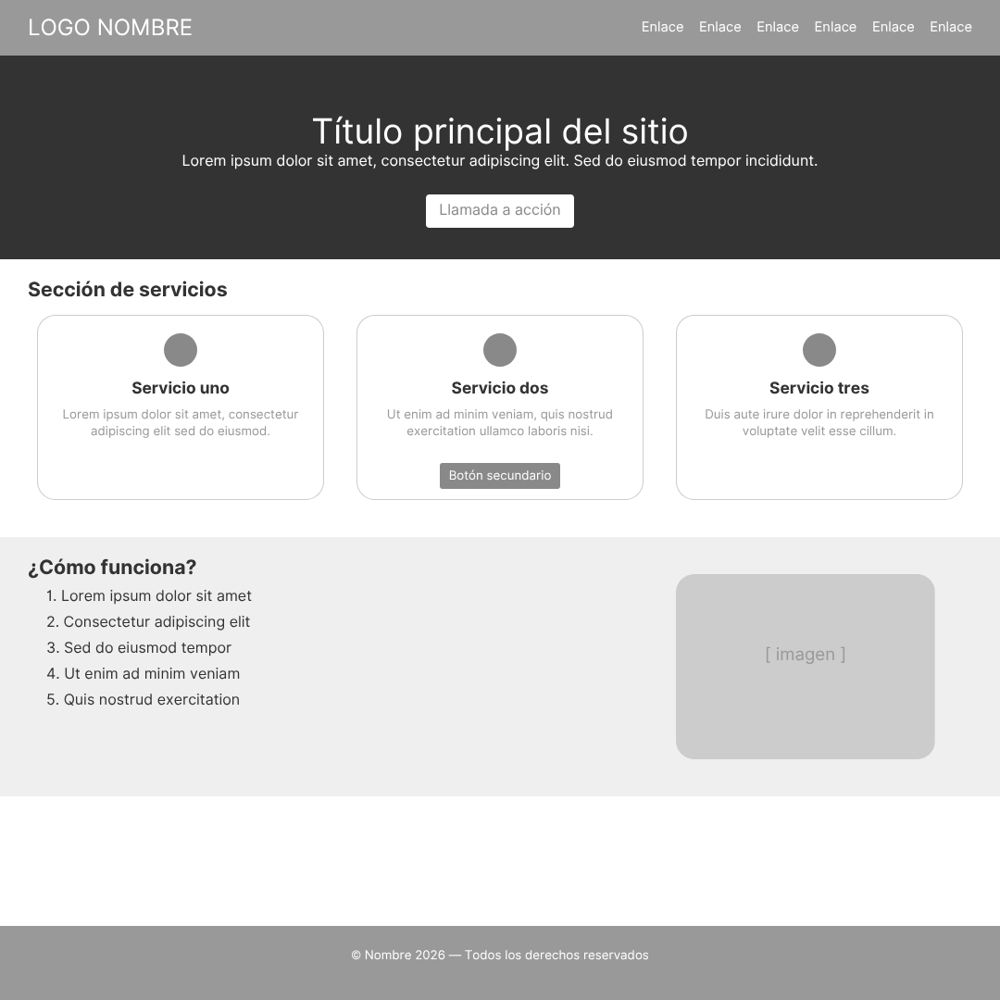 LOGO NOMBRE
Enlace Enlace Enlace Enlace Enlace Enlace
Título principal del sitio
Lorem ipsum dolor sit amet, consectetur adipiscing elit. Sed do eiusmod tempor incididunt.
Llamada a acción
Sección de servicios
Servicio uno
Lorem ipsum dolor sit amet, consectetur
adipiscing elit sed do eiusmod.
Servicio dos
Ut enim ad minim veniam, quis nostrud
exercitation ullamco laboris nisi.
Botón secundario
Servicio tres
Duis aute irure dolor in reprehenderit in
voluptate velit esse cillum.
¿Cómo funciona?
1. Lorem ipsum dolor sit amet
2. Consectetur adipiscing elit
3. Sed do eiusmod tempor
4. Ut enim ad minim veniam
5. Quis nostrud exercitation
[ imagen ]
© Nombre 2026 — Todos los derechos reservados